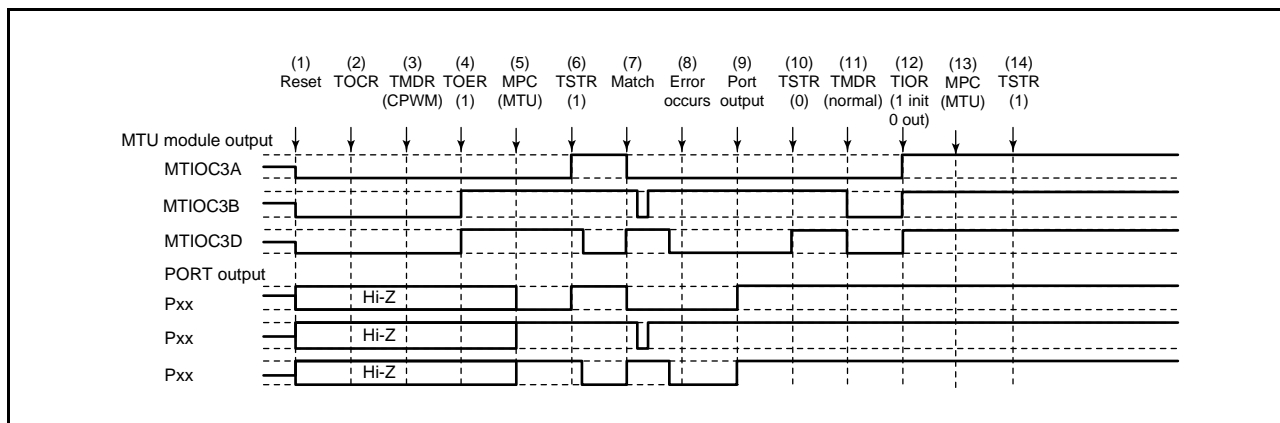 (1) (2) (3) (4) (5) (6) (7) (8) (9) (10) (11) (12) (13) (14)
Reset TOCR TMDR TOER MPC TSTR Match Error Port TSTR TMDR TIOR MPC TSTR
(CPWM) (1) (MTU) (1) occurs output (0) (normal) (1 init (MTU) (1)
0 out)
MTU module output
MTIOC3A
MTIOC3B
MTIOC3D
PORT output
Pxx Hi-Z
Pxx Hi-Z
Pxx Hi-Z